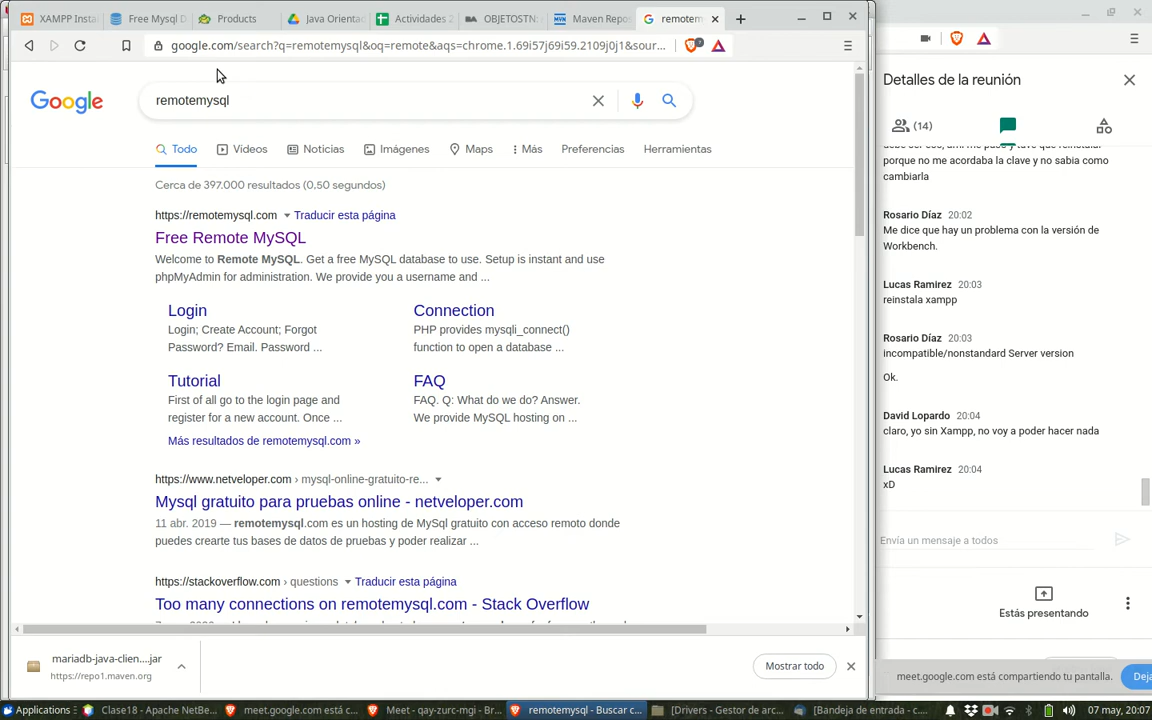 XAMPP Insta
Free Mysql D
Products
Java Orienta
Actividades 2
OBJETOSTN:
Maven Repo
remotem
google.com/search?q=remotemysql&oq=remote&aqs=chrome.1.69i57j69i59.2109j0j1&sour...
Google
remotemysql
Todo
Videos
Noticias
Imágenes
Maps
Más
Preferencias
Herramientas
Cerca de 397.000 resultados (0,50 segundos)
https://remotemysql.com
Traducir esta página
Free Remote MySQL
Welcome to Remote MySQL. Get a free MySQL database to use. Setup is instant and use
phpMyAdmin for administration. We provide you a username and ...
Login
Login; Create Account; Forgot
Password? Email. Password ...
Connection
PHP provides mysqli_connect()
function to open a database ...
Tutorial
First of all go to the login page and
register for a new account. Once ...
FAQ
FAQ. Q: What do we do? Answer.
We provide MySQL hosting on ...
Más resultados de remotemysql.com »
https://www.netveloper.com › mysql-online-gratuito-re...
Mysql gratuito para pruebas online - netveloper.com
11 abr. 2019 — remotemysql.com es un hosting de MySql gratuito con acceso remoto donde
puedes crearte tus bases de datos de pruebas y poder realizar ...
https://stackoverflow.com › questions
Traducir esta página
Too many connections on remotemysql.com - Stack Overflow
mariadb-java-clien....jar
https://repo1.maven.org
Mostrar todo
Detalles de la reunión
(14)
porque no me acordaba la clave y no sabia como
cambiarla
Rosario Díaz 20:02
Me dice que hay un problema con la versión de
Workbench.
Lucas Ramirez 20:03
reinstala xampp
Rosario Díaz 20:03
incompatible/nonstandard Server version
Ok.
David Lopardo 20:04
claro, yo sin Xampp, no voy a poder hacer nada
Lucas Ramirez 20:04
xD
Envía un mensaje a todos
Estás presentando
meet.google.com está compartiendo tu pantalla.
Deja
Applications
Clase18 - Apache NetBe...
meet.google.com está c...
Meet - qay-zurc-mgi - Br...
remotemysql - Buscar c...
[Drivers - Gestor de arc...
[Bandeja de entrada - c...
07 may, 20:07